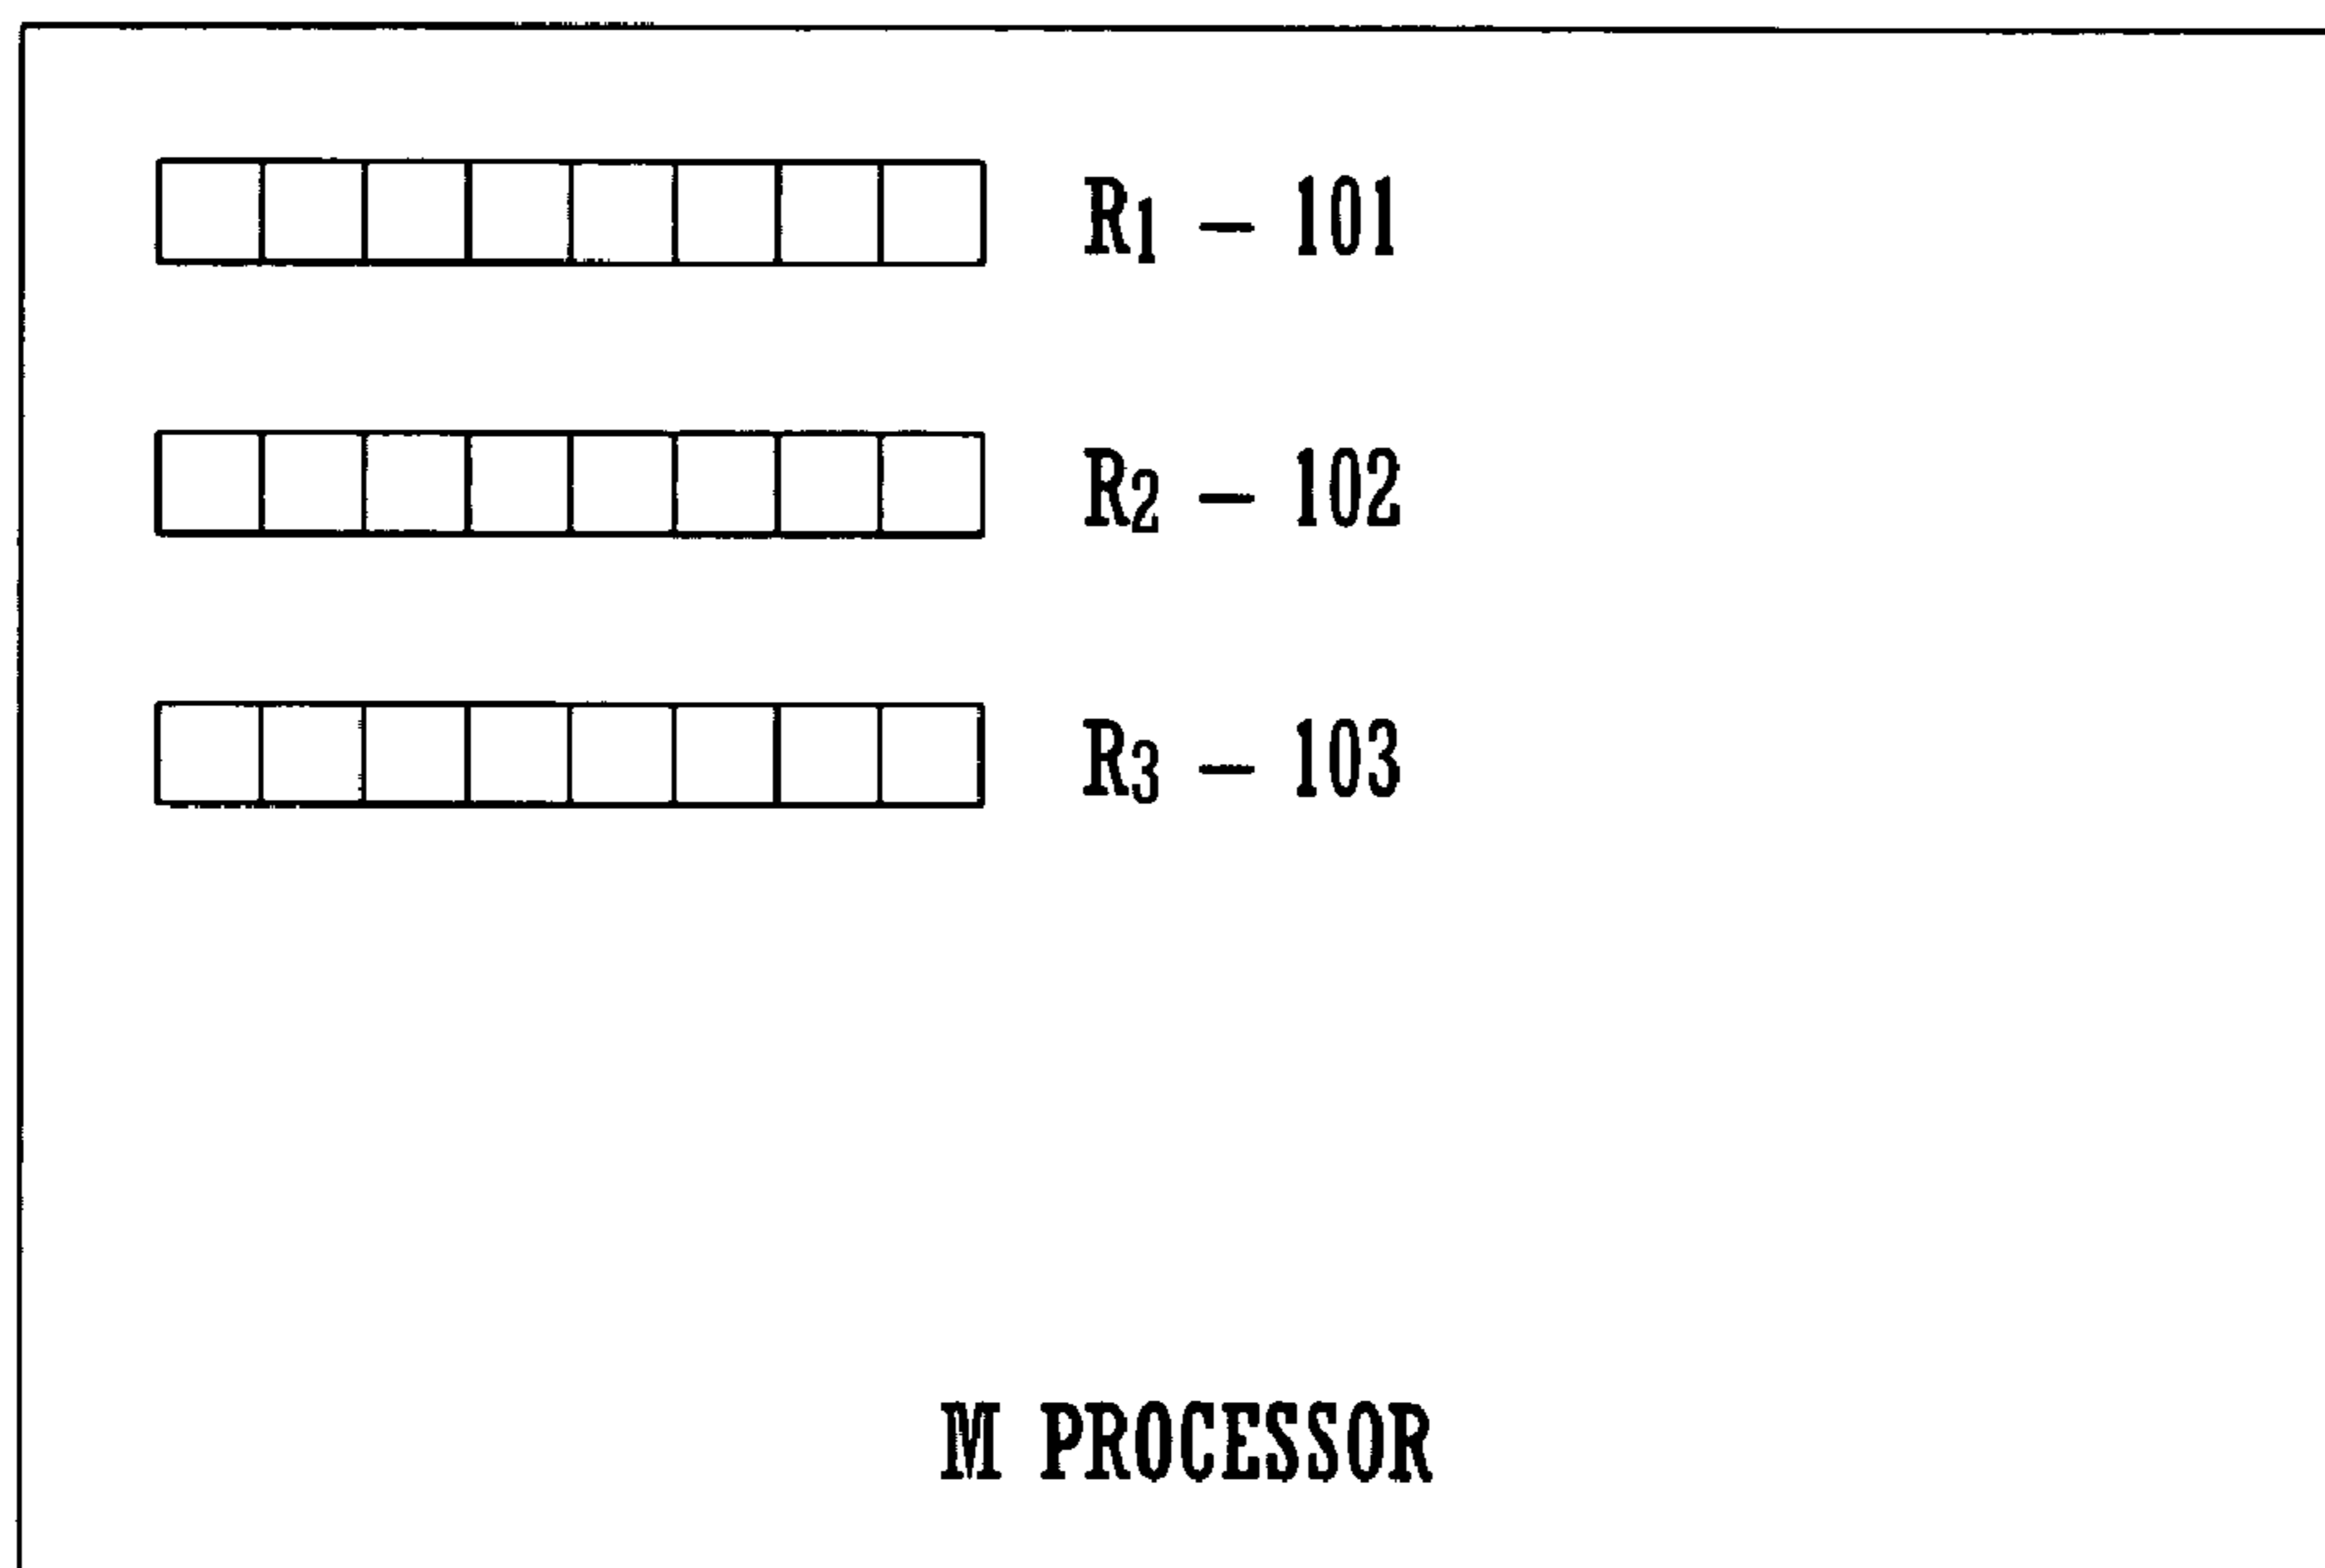 R1 – 101
R2 – 102
R3 – 103
M PROCESSOR